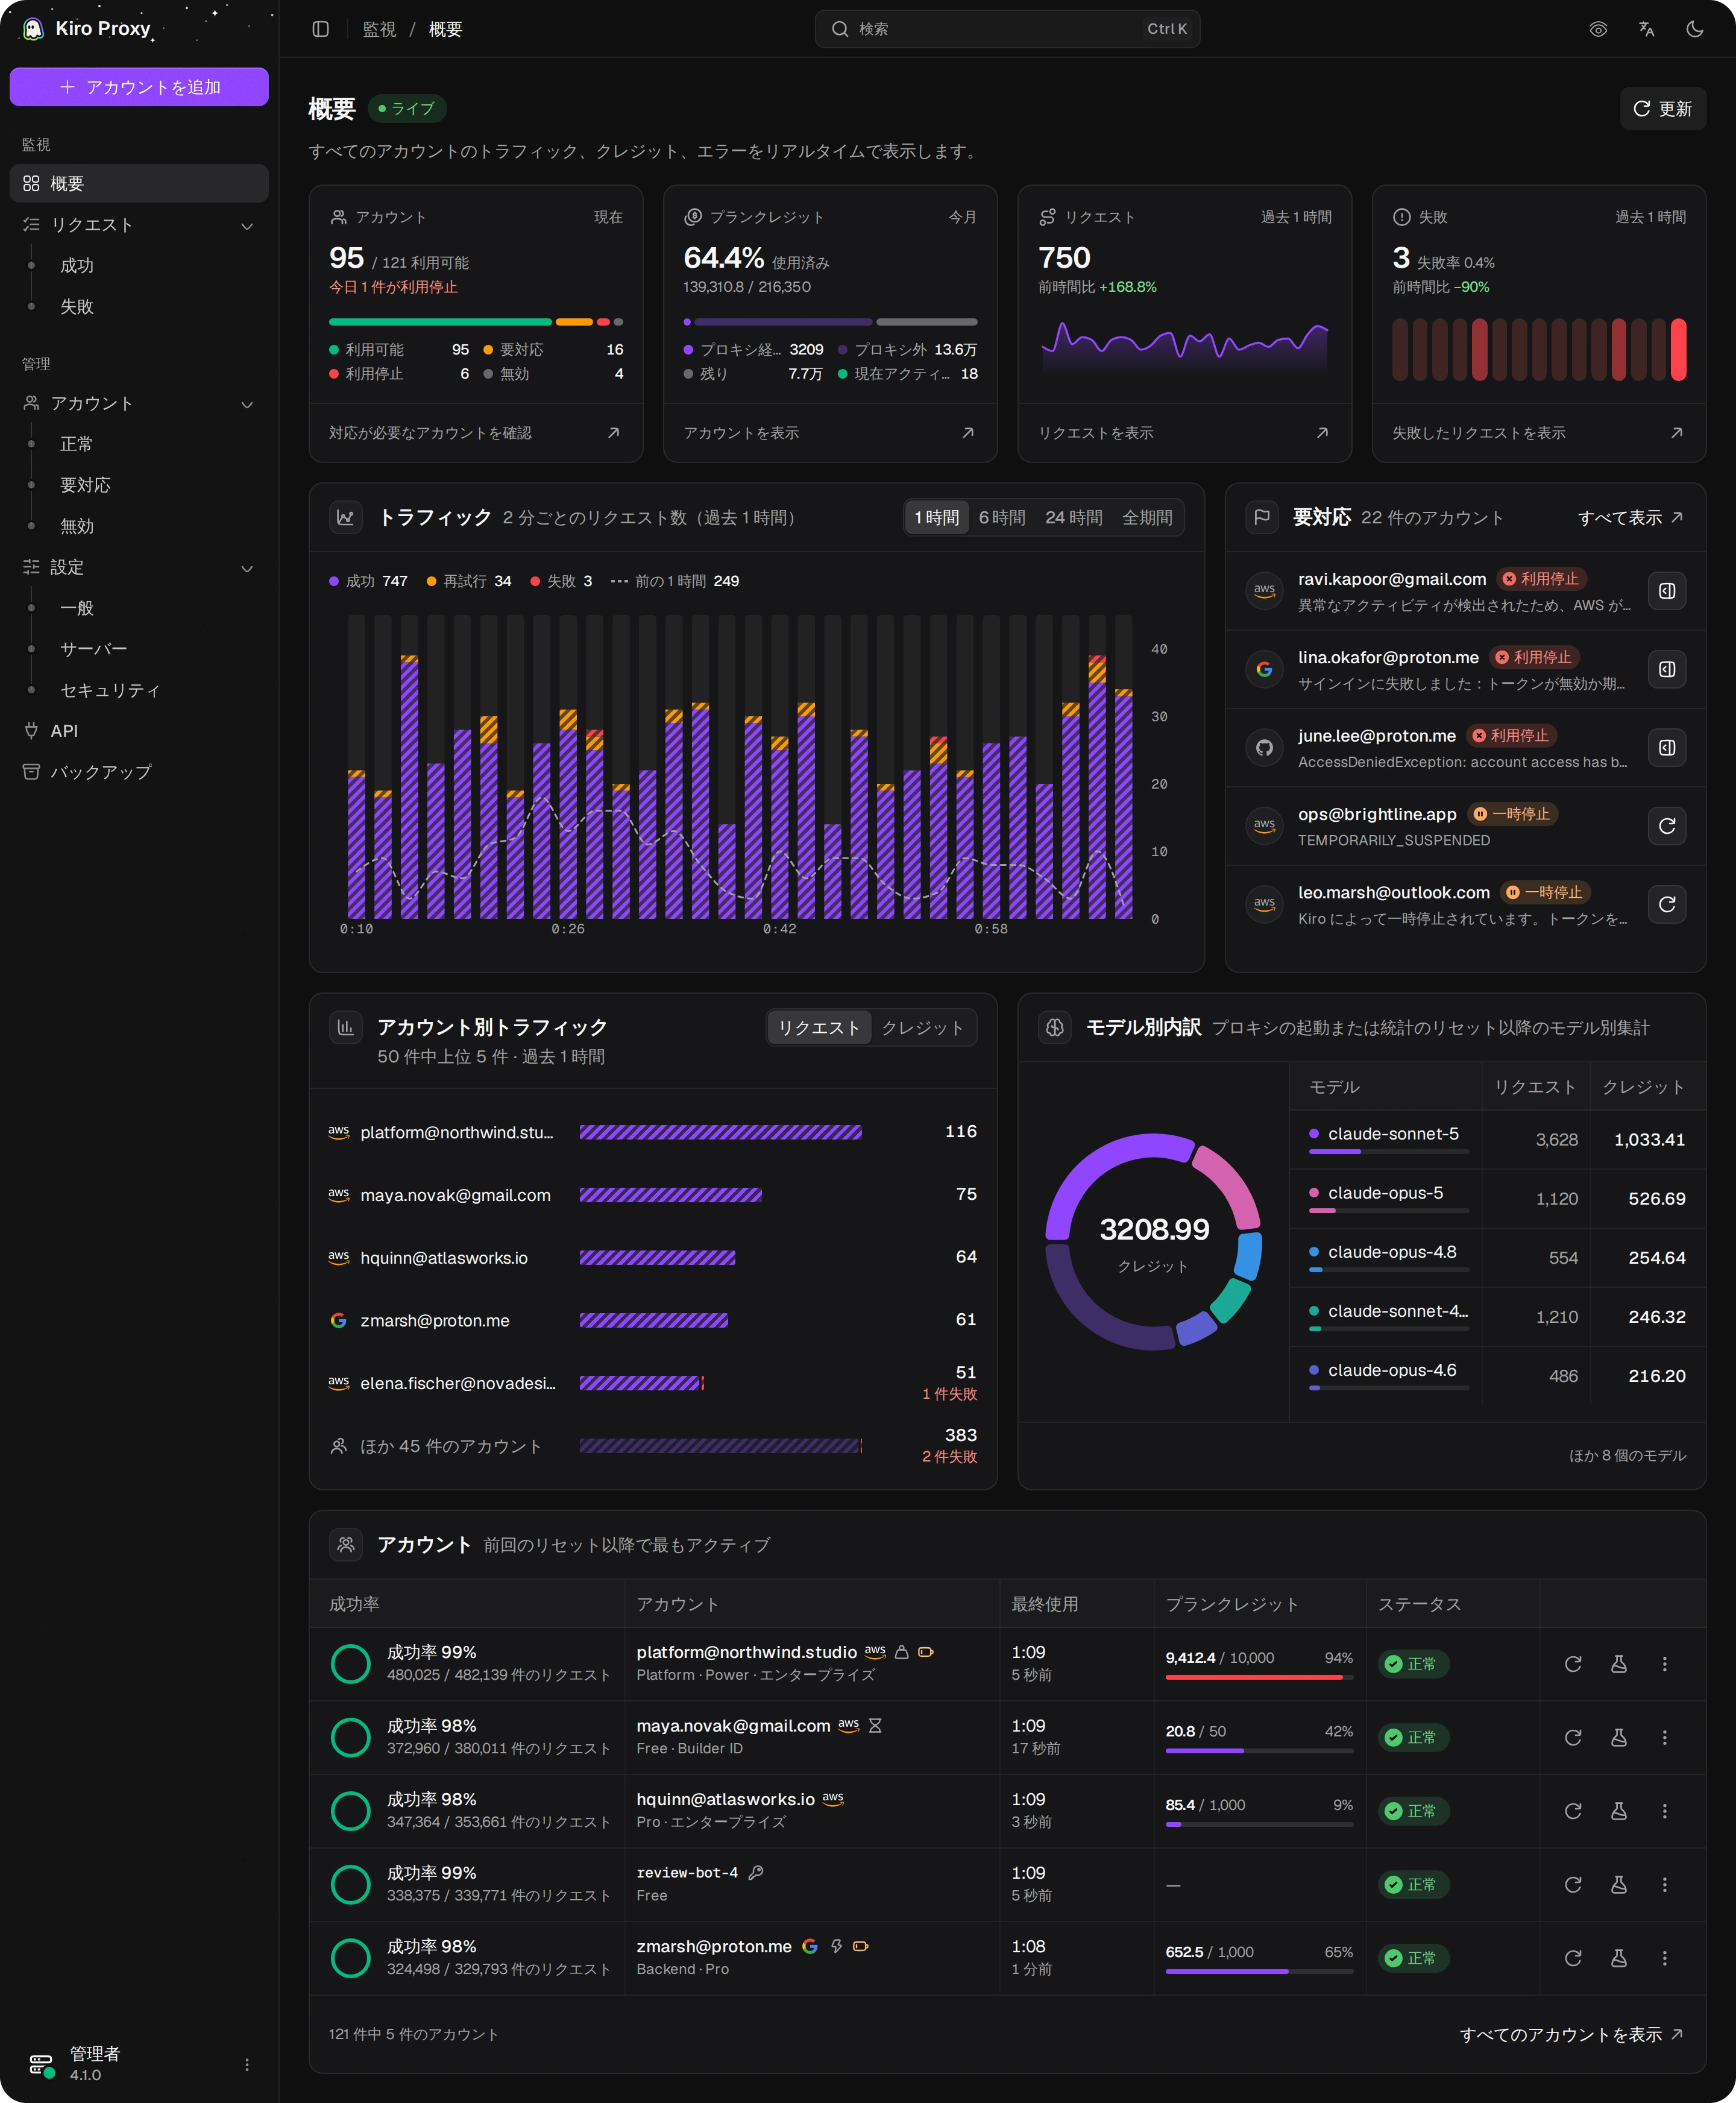 Kiro Proxy
監視 / 概要
検索
Ctrl K
アカウントを追加
監視
概要
リクエスト
成功
失敗
管理
アカウント
正常
要対応
無効
設定
一般
サーバー
セキュリティ
API
バックアップ
管理者
4.1.0
概要
ライブ
更新
すべてのアカウントのトラフィック、クレジット、エラーをリアルタイムで表示します。
アカウント 現在
95 / 121 利用可能
今日 1 件が利用停止
利用可能 95 要対応 16
利用停止 6 無効 4
対応が必要なアカウントを確認
プランクレジット 今月
64.4% 使用済み
139,310.8 / 216,350
プロキシ経... 3209 プロキシ外 13.6万
残り 7.7万 現在アクティ... 18
アカウントを表示
リクエスト 過去 1 時間
750
前時間比 +168.8%
リクエストを表示
失敗 過去 1 時間
3 失敗率 0.4%
前時間比 −90%
失敗したリクエストを表示
トラフィック 2 分ごとのリクエスト数（過去 1 時間）
1 時間 6 時間 24 時間 全期間
成功 747 再試行 34 失敗 3 前の 1 時間 249
40
30
20
10
0
0:10 0:26 0:42 0:58
要対応 22 件のアカウント すべて表示
aws ravi.kapoor@gmail.com 利用停止
異常なアクティビティが検出されたため、AWS が...
lina.okafor@proton.me 利用停止
サインインに失敗しました：トークンが無効か期...
june.lee@proton.me 利用停止
AccessDeniedException: account access has b...
aws ops@brightline.app 一時停止
TEMPORARILY_SUSPENDED
aws leo.marsh@outlook.com 一時停止
Kiro によって一時停止されています。トークンを...
アカウント別トラフィック
リクエスト クレジット
50 件中上位 5 件 · 過去 1 時間
aws platform@northwind.stu... 116
aws maya.novak@gmail.com 75
aws hquinn@atlasworks.io 64
zmarsh@proton.me 61
aws elena.fischer@novadesi... 51
1 件失敗
ほか 45 件のアカウント 383
2 件失敗
モデル別内訳 プロキシの起動または統計のリセット以降のモデル別集計
3208.99
クレジット
モデル リクエスト クレジット
claude-sonnet-5 3,628 1,033.41
claude-opus-5 1,120 526.69
claude-opus-4.8 554 254.64
claude-sonnet-4... 1,210 246.32
claude-opus-4.6 486 216.20
ほか 8 個のモデル
アカウント 前回のリセット以降で最もアクティブ
成功率 アカウント 最終使用 プランクレジット ステータス
成功率 99% platform@northwind.studio aws 1:09 9,412.4 / 10,000 94% 正常
480,025 / 482,139 件のリクエスト Platform · Power · エンタープライズ 5 秒前
成功率 98% maya.novak@gmail.com aws 1:09 20.8 / 50 42% 正常
372,960 / 380,011 件のリクエスト Free · Builder ID 17 秒前
成功率 98% hquinn@atlasworks.io aws 1:09 85.4 / 1,000 9% 正常
347,364 / 353,661 件のリクエスト Pro · エンタープライズ 3 秒前
成功率 99% review-bot-4 1:09 — 正常
338,375 / 339,771 件のリクエスト Free 5 秒前
成功率 98% zmarsh@proton.me 1:08 652.5 / 1,000 65% 正常
324,498 / 329,793 件のリクエスト Backend · Pro 1 分前
121 件中 5 件のアカウント
すべてのアカウントを表示